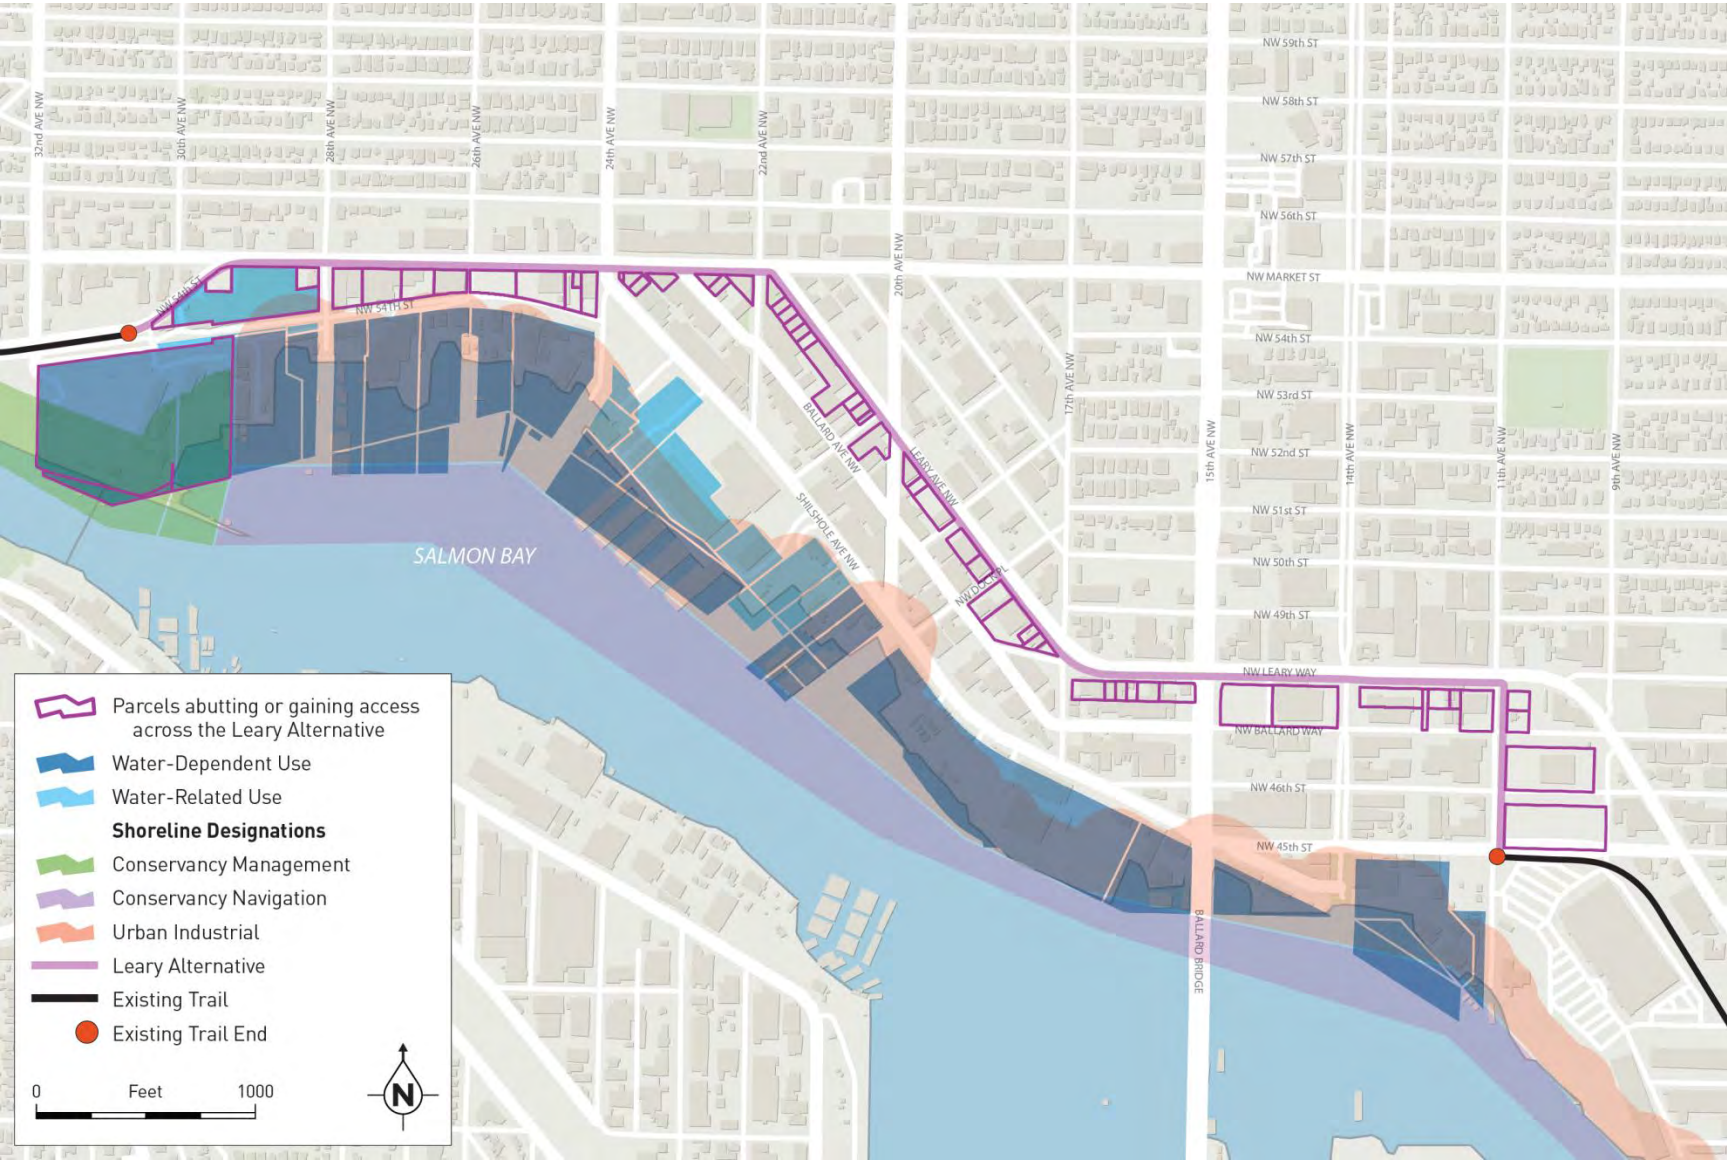 NW 59th ST
NW 58th ST
NW 57th ST
NW 56th ST
NW MARKET ST
NW 54th ST
NW 53rd ST
NW 52nd ST
NW 51st ST
NW 50th ST
NW 49th ST
NW LEARY WAY
NW BALLARD WAY
NW 46th ST
NW 45th ST
32nd AVE NW
30th AVE NW
28th AVE NW
26th AVE NW
24th AVE NW
22nd AVE NW
20th AVE NW
17th AVE NW
15th AVE NW
14th AVE NW
11th AVE NW
9th AVE NW
NW 54th ST
NW 54TH ST
BALLARD AVE NW
LEARY AVE NW
SHILSHOLE AVE NW
NW DOCK PL
SALMON BAY
BALLARD BRIDGE
Parcels abutting or gaining access
across the Leary Alternative
Water-Dependent Use
Water-Related Use
Shoreline Designations
Conservancy Management
Conservancy Navigation
Urban Industrial
Leary Alternative
Existing Trail
Existing Trail End
0 Feet 1000
N